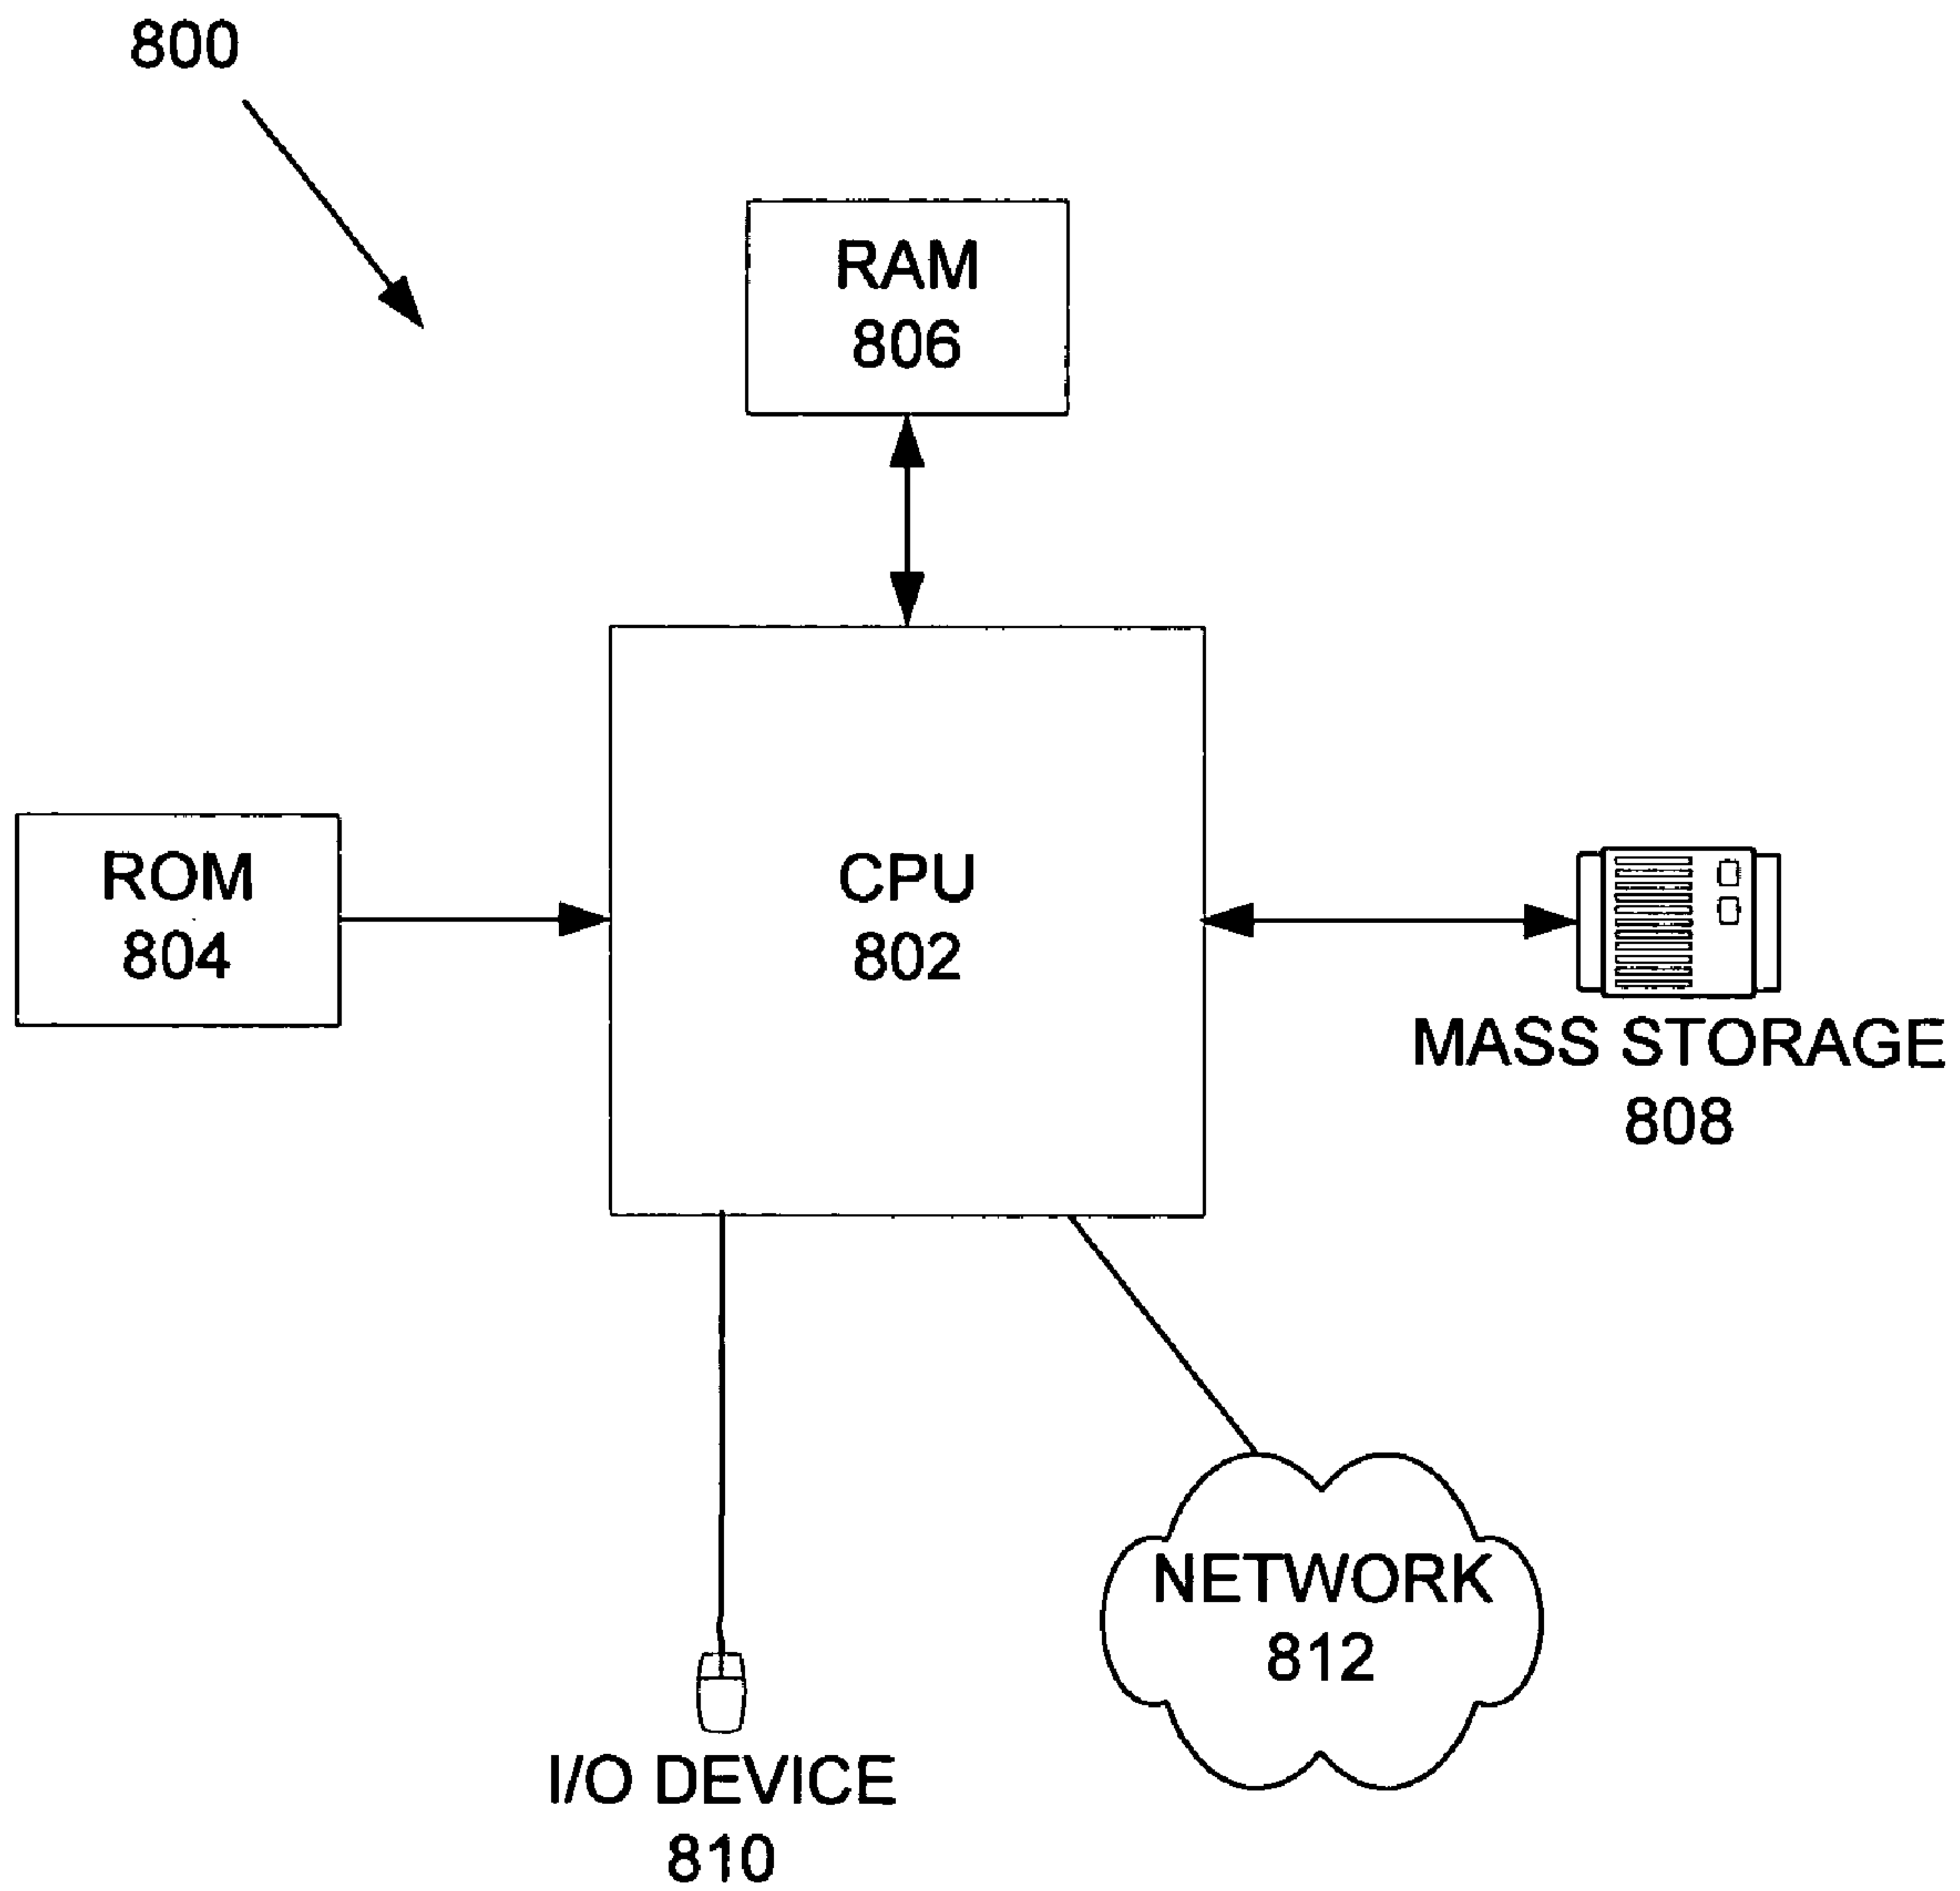 800
RAM
806
ROM
804
CPU
802
MASS STORAGE
808
NETWORK
812
I/O DEVICE
810